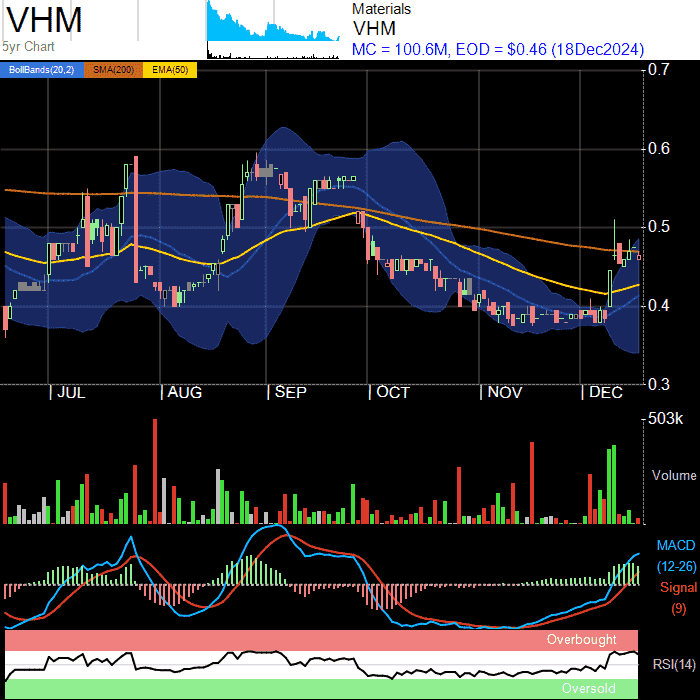 VHM
5yr Chart
Materials
VHM
MC = 100.6M, EOD = $0.46 (18Dec2024)
BollBands(20,2) SMA(200) EMA(50)
0.7
0.6
0.5
0.4
0.3
JUL AUG SEP OCT NOV DEC
503k
Volume
MACD
(12-26)
Signal
(9)
Overbought
RSI(14)
Oversold